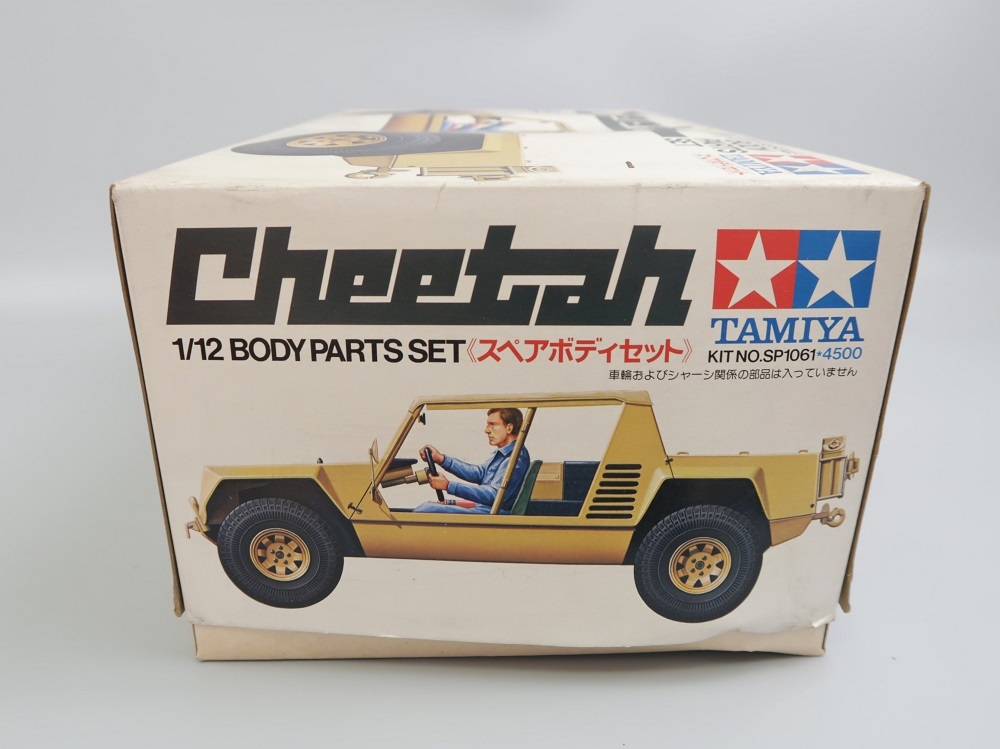 Cheetah
1/12 BODY PARTS SET《スペアボディセット》
TAMIYA
KIT NO.SP1061*4500
車輪およびシャーシ関係の部品は入っていません